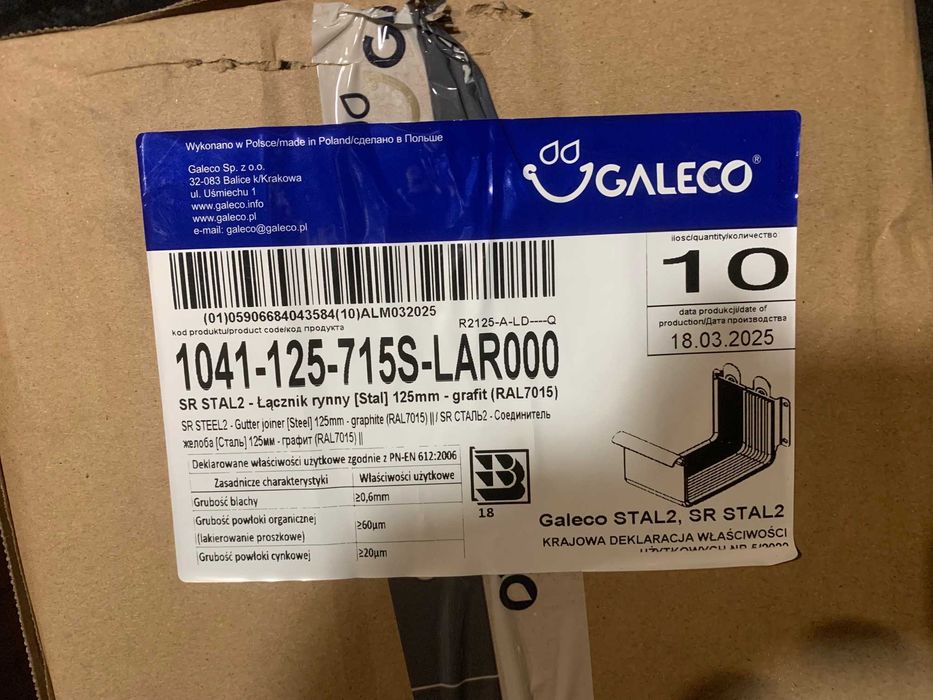 Wykonano w Polsce/made in Poland/сделано в Польше
Galeco Sp. z o.o.
32-083 Balice k/Krakowa
ul. Uśmiechu 1
www.galeco.info
www.galeco.pl
e-mail: galeco@galeco.pl
GALECO®
ilość/quantity/количество:
10
data produkcji/date of
production/Дата производства
18.03.2025
(01)05906684043584(10)ALM032025
kod produktu/product code/код продукта
R2125-A-LD----Q
1041-125-715S-LAR000
SR STAL2 - Łącznik rynny [Stal] 125mm - grafit (RAL7015)
SR STEEL2 - Gutter joiner [Steel] 125mm - graphite (RAL7015) || / SR СТАЛЬ2 - Соединитель
желоба [Сталь] 125мм - графит (RAL7015) ||
Deklarowane właściwości użytkowe zgodnie z PN-EN 612:2006
Zasadnicze charakterystyki Właściwości użytkowe
Grubość blachy ≥0,6mm
Grubość powłoki organicznej
(lakierowanie proszkowe) ≥60µm
Grubość powłoki cynkowej ≥20µm
B
18
Galeco STAL2, SR STAL2
KRAJOWA DEKLARACJA WŁAŚCIWOŚCI